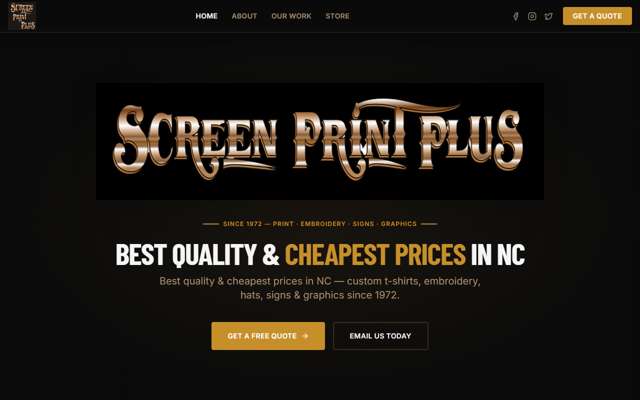 SCREEN PRINT PLUS
HOME ABOUT OUR WORK STORE GET A QUOTE
SCREEN PRINT PLUS
SINCE 1972 — PRINT · EMBROIDERY · SIGNS · GRAPHICS
BEST QUALITY & CHEAPEST PRICES IN NC
Best quality & cheapest prices in NC — custom t-shirts, embroidery,
hats, signs & graphics since 1972.
GET A FREE QUOTE → EMAIL US TODAY